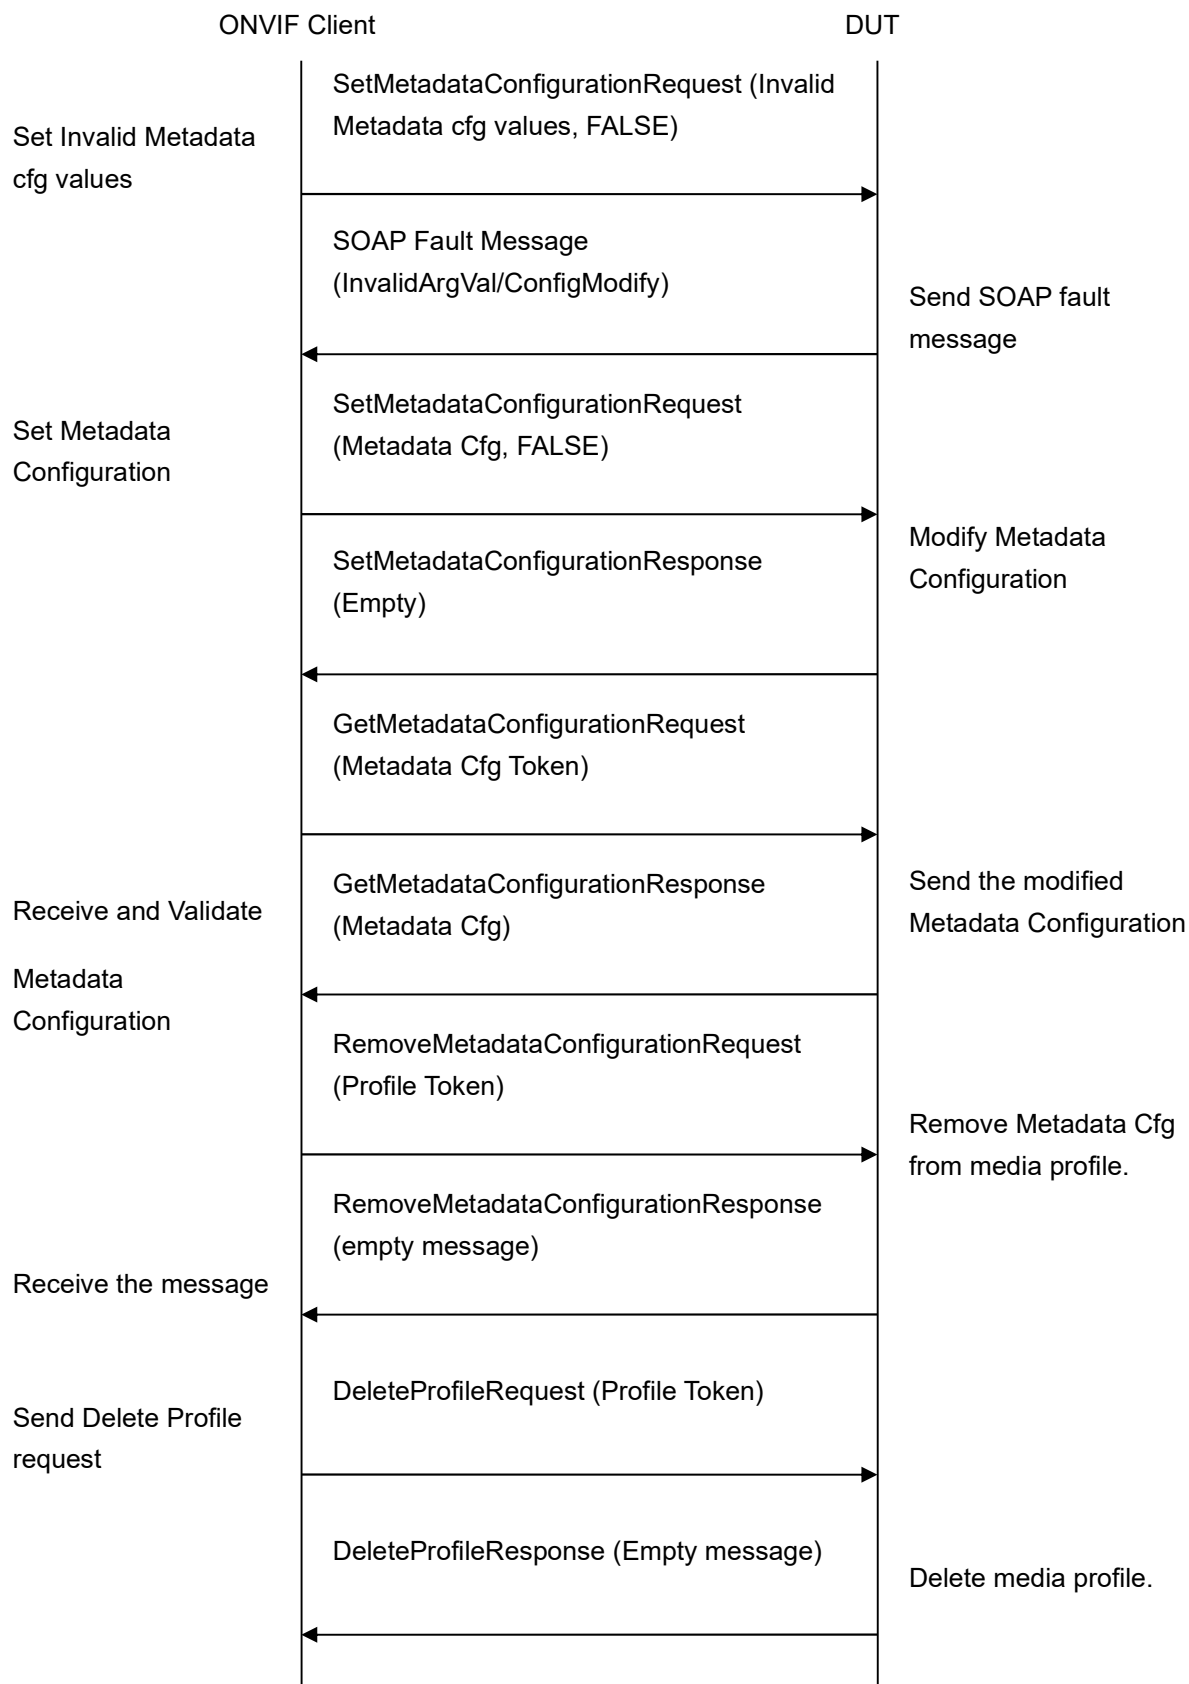 ONVIF Client
DUT
SetMetadataConfigurationRequest (Invalid
Metadata cfg values, FALSE)
Set Invalid Metadata
cfg values
SOAP Fault Message
(InvalidArgVal/ConfigModify)
Send SOAP fault
message
SetMetadataConfigurationRequest
(Metadata Cfg, FALSE)
Set Metadata
Configuration
Modify Metadata
Configuration
SetMetadataConfigurationResponse
(Empty)
GetMetadataConfigurationRequest
(Metadata Cfg Token)
GetMetadataConfigurationResponse
(Metadata Cfg)
Send the modified
Metadata Configuration
Receive and Validate
Metadata
Configuration
RemoveMetadataConfigurationRequest
(Profile Token)
Remove Metadata Cfg
from media profile.
RemoveMetadataConfigurationResponse
(empty message)
Receive the message
DeleteProfileRequest (Profile Token)
Send Delete Profile
request
DeleteProfileResponse (Empty message)
Delete media profile.